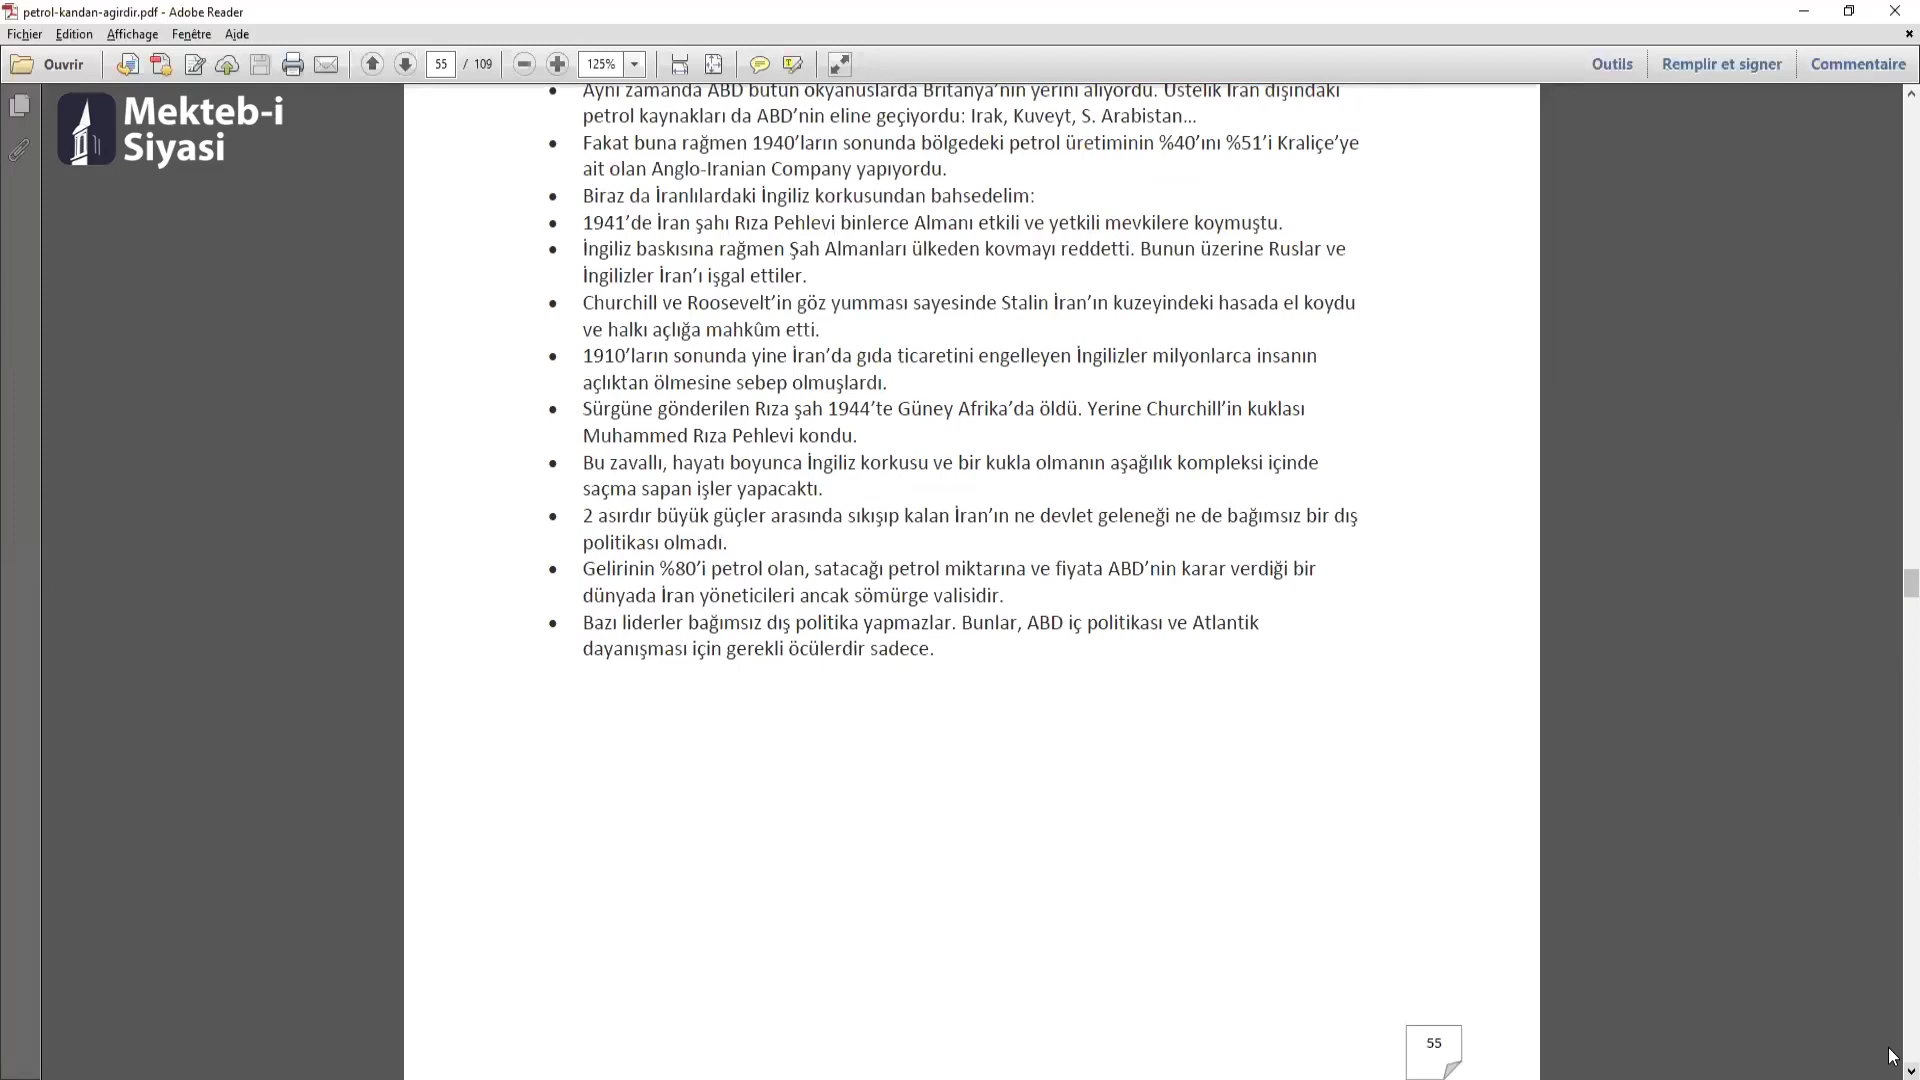 petrol-kandan-agirdir.pdf - Adobe Reader
Fichier Edition Affichage Fenêtre Aide
Ouvrir 55 / 109 125% Outils Remplir et signer Commentaire
Mekteb-i
Siyasi
Aynı zamanda ABD bütün okyanuslarda Britanya’nın yerini alıyordu. Üstelik İran dışındaki
petrol kaynakları da ABD’nin eline geçiyordu: Irak, Kuveyt, S. Arabistan…
• Fakat buna rağmen 1940’ların sonunda bölgedeki petrol üretiminin %40’ını %51’i Kraliçe’ye
ait olan Anglo-Iranian Company yapıyordu.
• Biraz da İranlılardaki İngiliz korkusundan bahsedelim:
• 1941’de İran şahı Rıza Pehlevi binlerce Almanı etkili ve yetkili mevkilere koymuştu.
• İngiliz baskısına rağmen Şah Almanları ülkeden kovmayı reddetti. Bunun üzerine Ruslar ve
İngilizler İran’ı işgal ettiler.
• Churchill ve Roosevelt’in göz yumması sayesinde Stalin İran’ın kuzeyindeki hasada el koydu
ve halkı açlığa mahkûm etti.
• 1910’ların sonunda yine İran’da gıda ticaretini engelleyen İngilizler milyonlarca insanın
açlıktan ölmesine sebep olmuşlardı.
• Sürgüne gönderilen Rıza şah 1944’te Güney Afrika’da öldü. Yerine Churchill’in kuklası
Muhammed Rıza Pehlevi kondu.
• Bu zavallı, hayatı boyunca İngiliz korkusu ve bir kukla olmanın aşağılık kompleksi içinde
saçma sapan işler yapacaktı.
• 2 asırdır büyük güçler arasında sıkışıp kalan İran’ın ne devlet geleneği ne de bağımsız bir dış
politikası olmadı.
• Gelirinin %80’i petrol olan, satacağı petrol miktarına ve fiyata ABD’nin karar verdiği bir
dünyada İran yöneticileri ancak sömürge valisidir.
• Bazı liderler bağımsız dış politika yapmazlar. Bunlar, ABD iç politikası ve Atlantik
dayanışması için gerekli öcülerdir sadece.
55